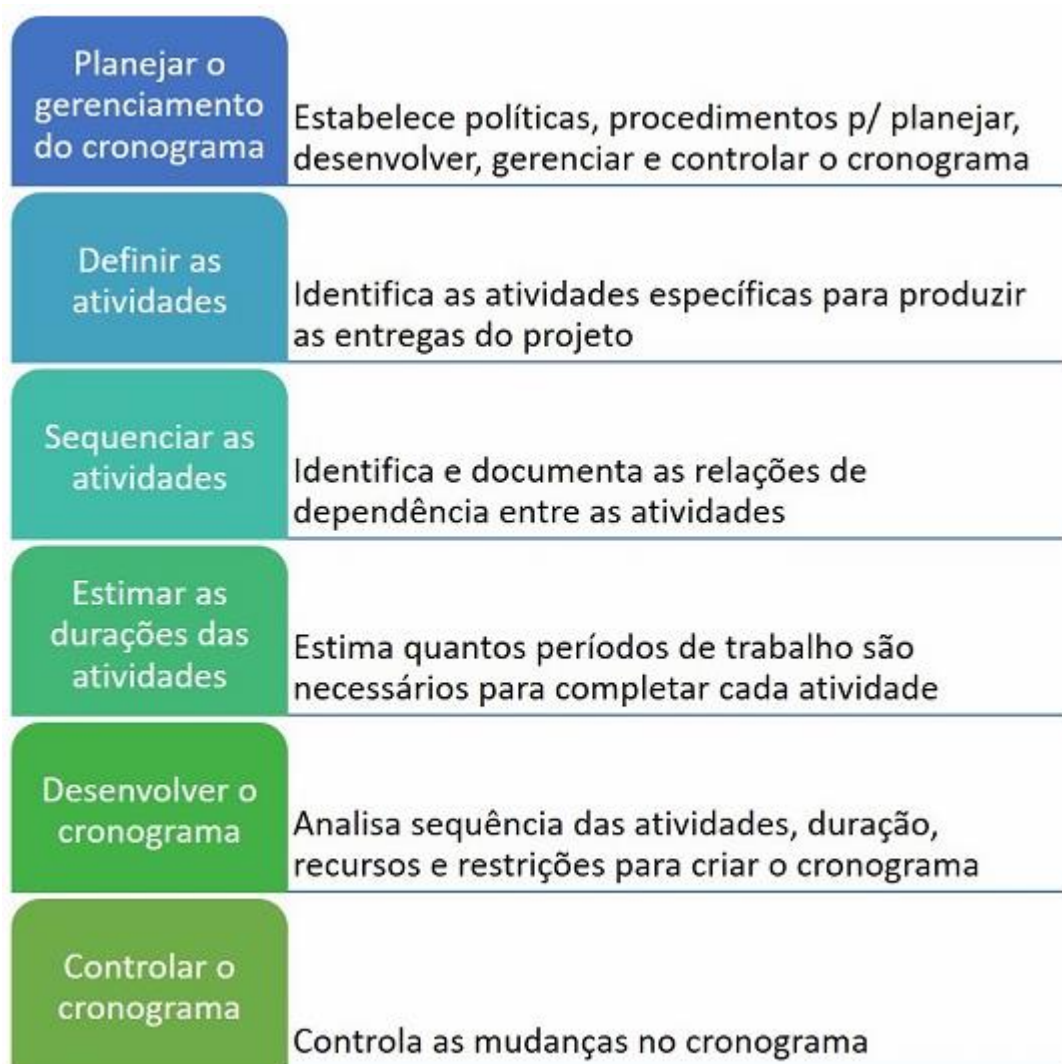 Planejar o
gerenciamento
do cronograma
Estabelece políticas, procedimentos p/ planejar,
desenvolver, gerenciar e controlar o cronograma
Definir as
atividades
Identifica as atividades específicas para produzir
as entregas do projeto
Sequenciar as
atividades
Identifica e documenta as relações de
dependência entre as atividades
Estimar as
durações das
atividades
Estima quantos períodos de trabalho são
necessários para completar cada atividade
Desenvolver o
cronograma
Analisa sequência das atividades, duração,
recursos e restrições para criar o cronograma
Controlar o
cronograma
Controla as mudanças no cronograma